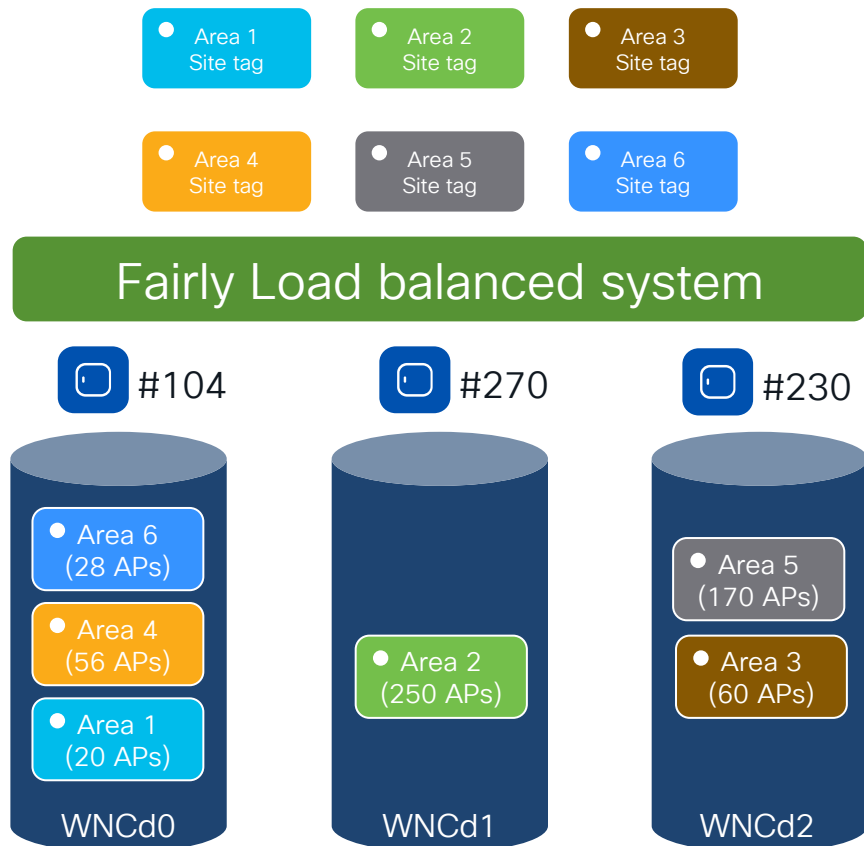 Area 1
Site tag
Area 2
Site tag
Area 3
Site tag
Area 4
Site tag
Area 5
Site tag
Area 6
Site tag
Fairly Load balanced system
#104
#270
#230
Area 6
(28 APs)
Area 4
(56 APs)
Area 1
(20 APs)
WNCd0
Area 2
(250 APs)
WNCd1
Area 5
(170 APs)
Area 3
(60 APs)
WNCd2